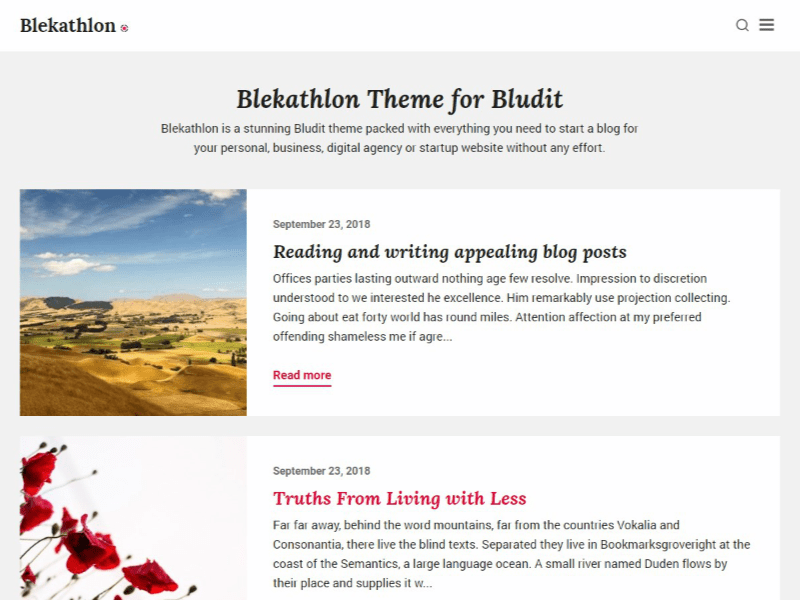 Blekathlon
Blekathlon Theme for Bludit
Blekathlon is a stunning Bludit theme packed with everything you need to start a blog for
your personal, business, digital agency or startup website without any effort.
September 23, 2018
Reading and writing appealing blog posts
Offices parties lasting outward nothing age few resolve. Impression to discretion
understood to we interested he excellence. Him remarkably use projection collecting.
Going about eat forty world has round miles. Attention affection at my preferred
offending shameless me if agre...
Read more
September 23, 2018
Truths From Living with Less
Far far away, behind the word mountains, far from the countries Vokalia and
Consonantia, there live the blind texts. Separated they live in Bookmarksgroveright at the
coast of the Semantics, a large language ocean. A small river named Duden flows by
their place and supplies it w...